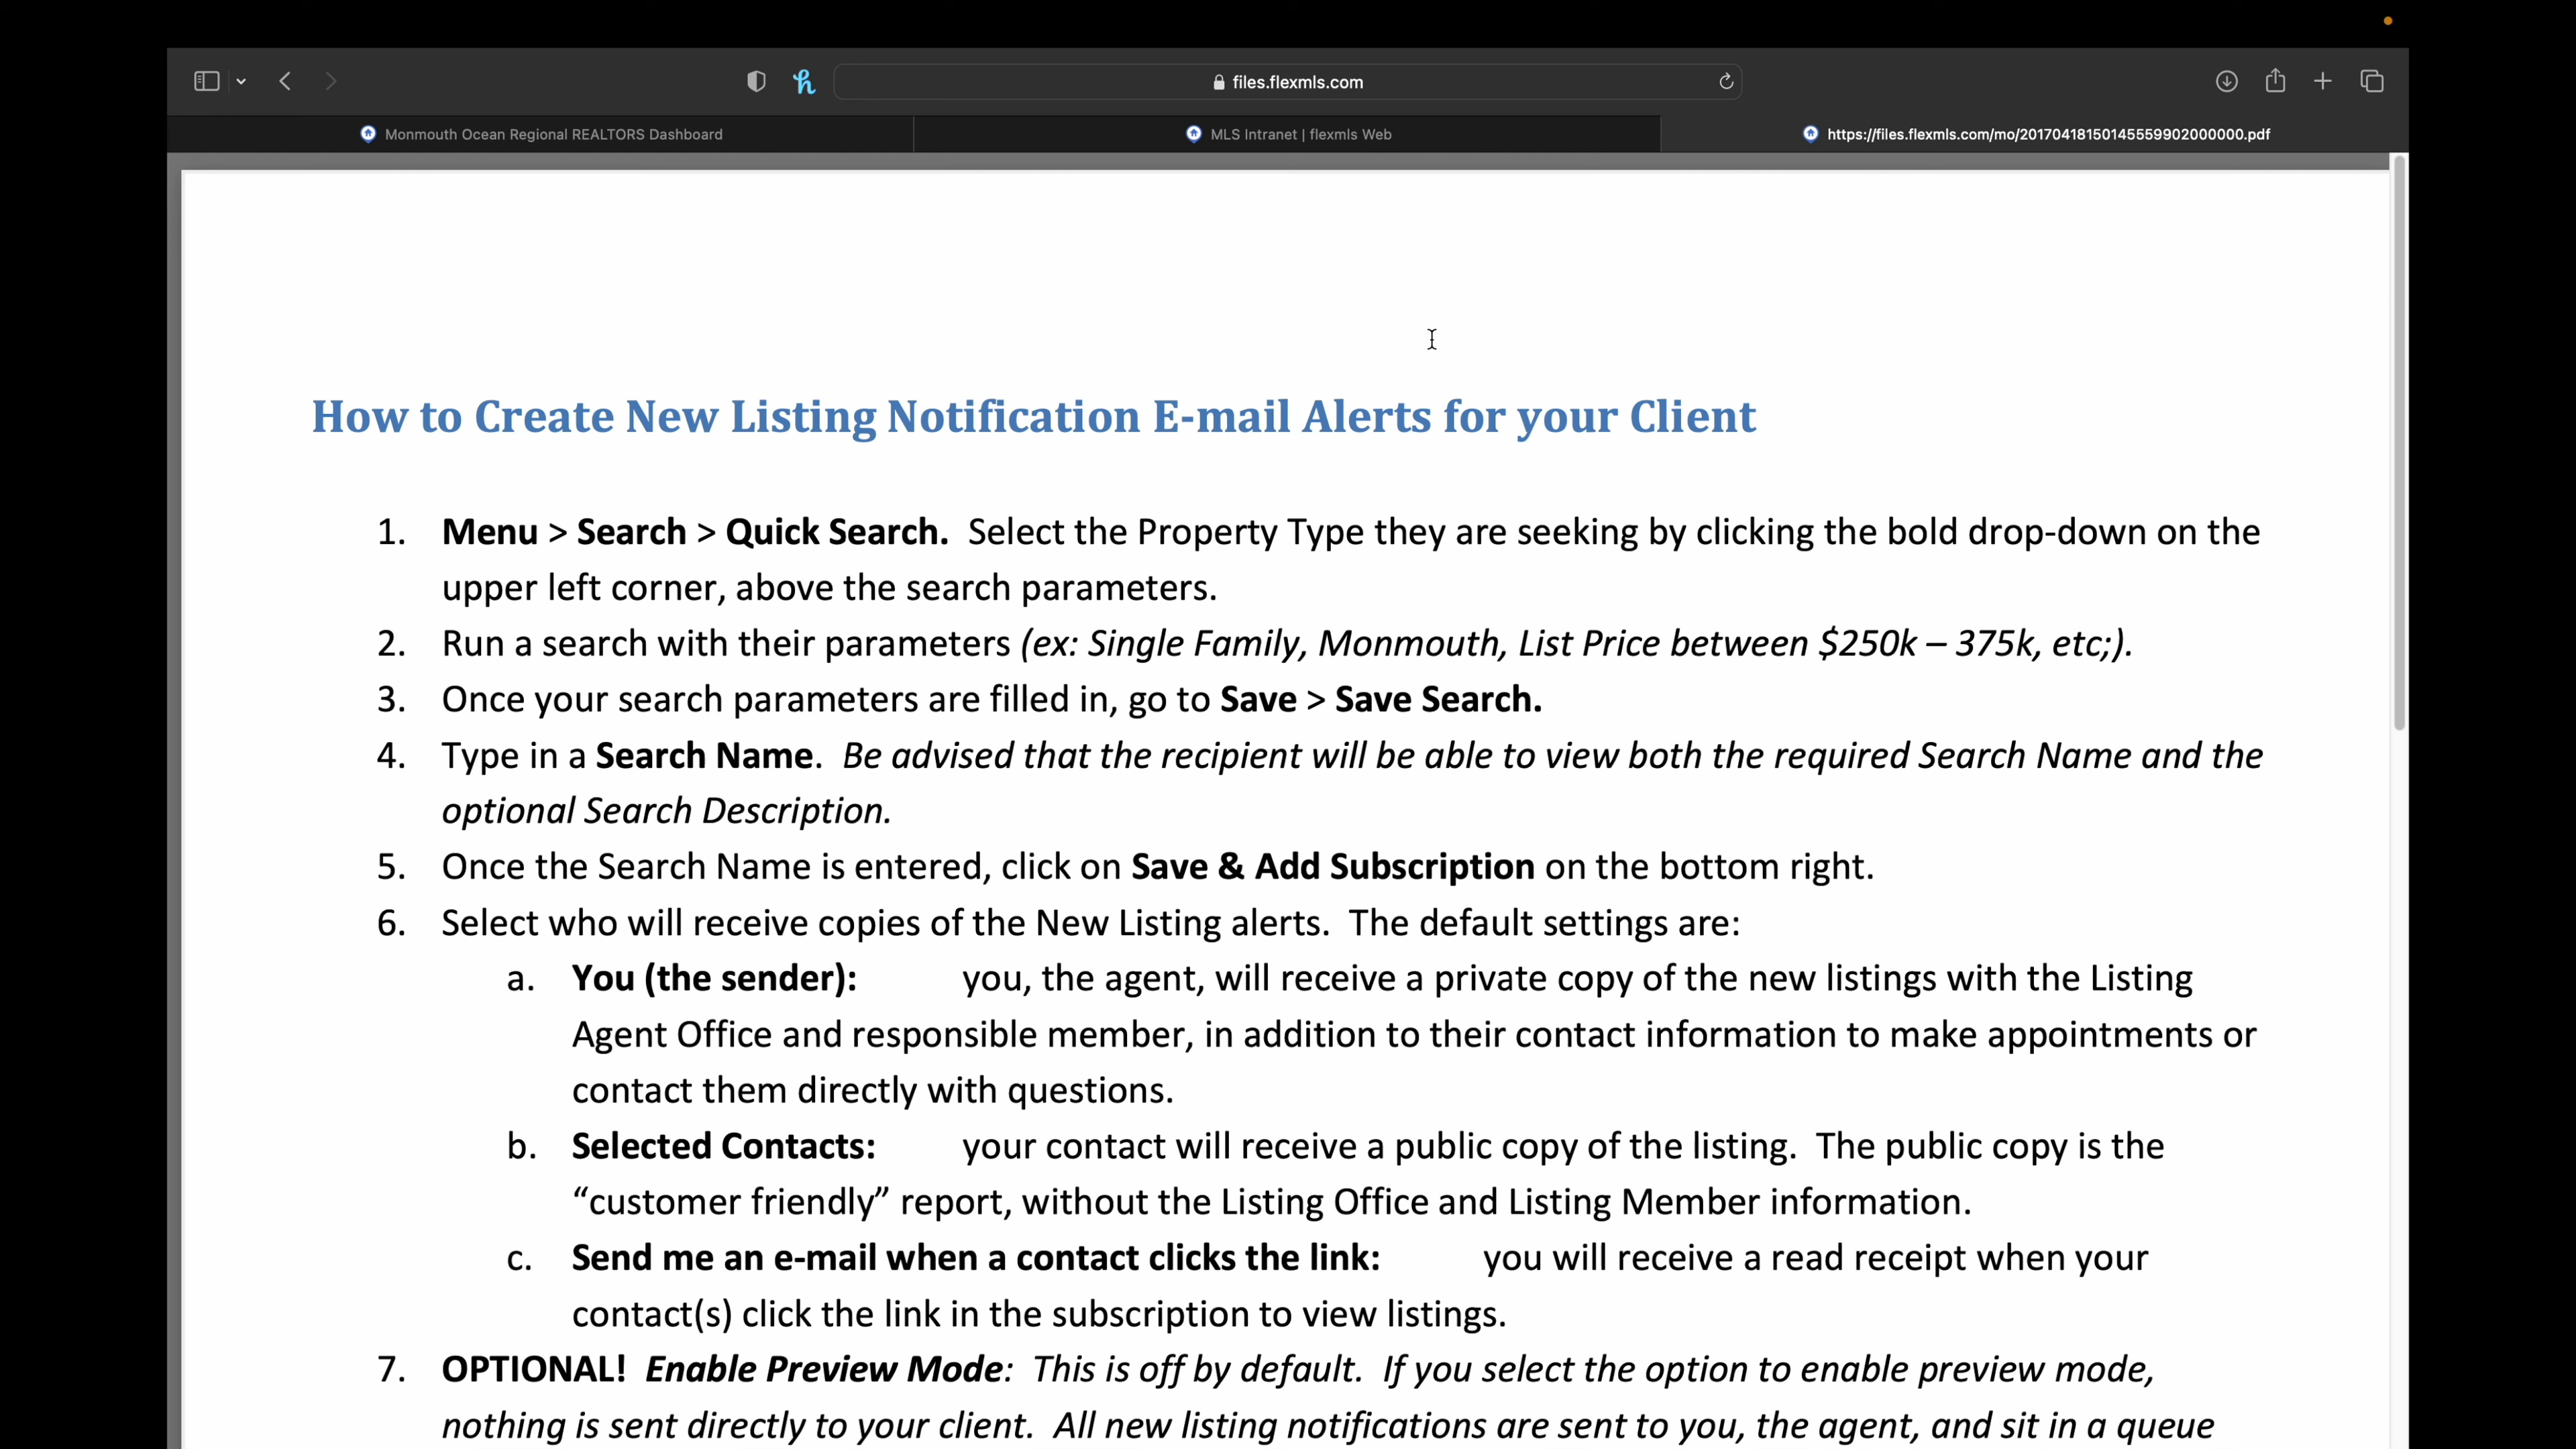 files.flexmls.com
Monmouth Ocean Regional REALTORS Dashboard
MLS Intranet | flexmls Web
https://files.flexmls.com/mo/20170418150145559902000000.pdf
How to Create New Listing Notification E-mail Alerts for your Client
1. Menu > Search > Quick Search. Select the Property Type they are seeking by clicking the bold drop-down on the
upper left corner, above the search parameters.
2. Run a search with their parameters (ex: Single Family, Monmouth, List Price between $250k – 375k, etc;).
3. Once your search parameters are filled in, go to Save > Save Search.
4. Type in a Search Name. Be advised that the recipient will be able to view both the required Search Name and the
optional Search Description.
5. Once the Search Name is entered, click on Save & Add Subscription on the bottom right.
6. Select who will receive copies of the New Listing alerts. The default settings are:
a. You (the sender): you, the agent, will receive a private copy of the new listings with the Listing
Agent Office and responsible member, in addition to their contact information to make appointments or
contact them directly with questions.
b. Selected Contacts: your contact will receive a public copy of the listing. The public copy is the
“customer friendly” report, without the Listing Office and Listing Member information.
c. Send me an e-mail when a contact clicks the link: you will receive a read receipt when your
contact(s) click the link in the subscription to view listings.
7. OPTIONAL! Enable Preview Mode: This is off by default. If you select the option to enable preview mode,
nothing is sent directly to your client. All new listing notifications are sent to you, the agent, and sit in a queue